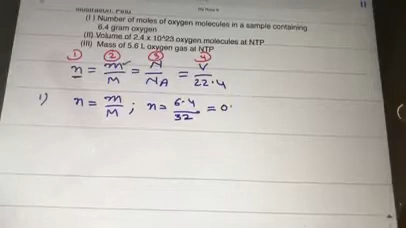 (I) Number of moles of oxygen molecules in a sample containing
6.4 gram oxygen
(II) Volume of 2.4 x 10^23 oxygen molecules at NTP
(III) Mass of 5.6 L oxygen gas at NTP
① ② ③ ④
n = m/M = N/NA = V/22.4
1) n = m/M ; n = 6.4/32 = 0.